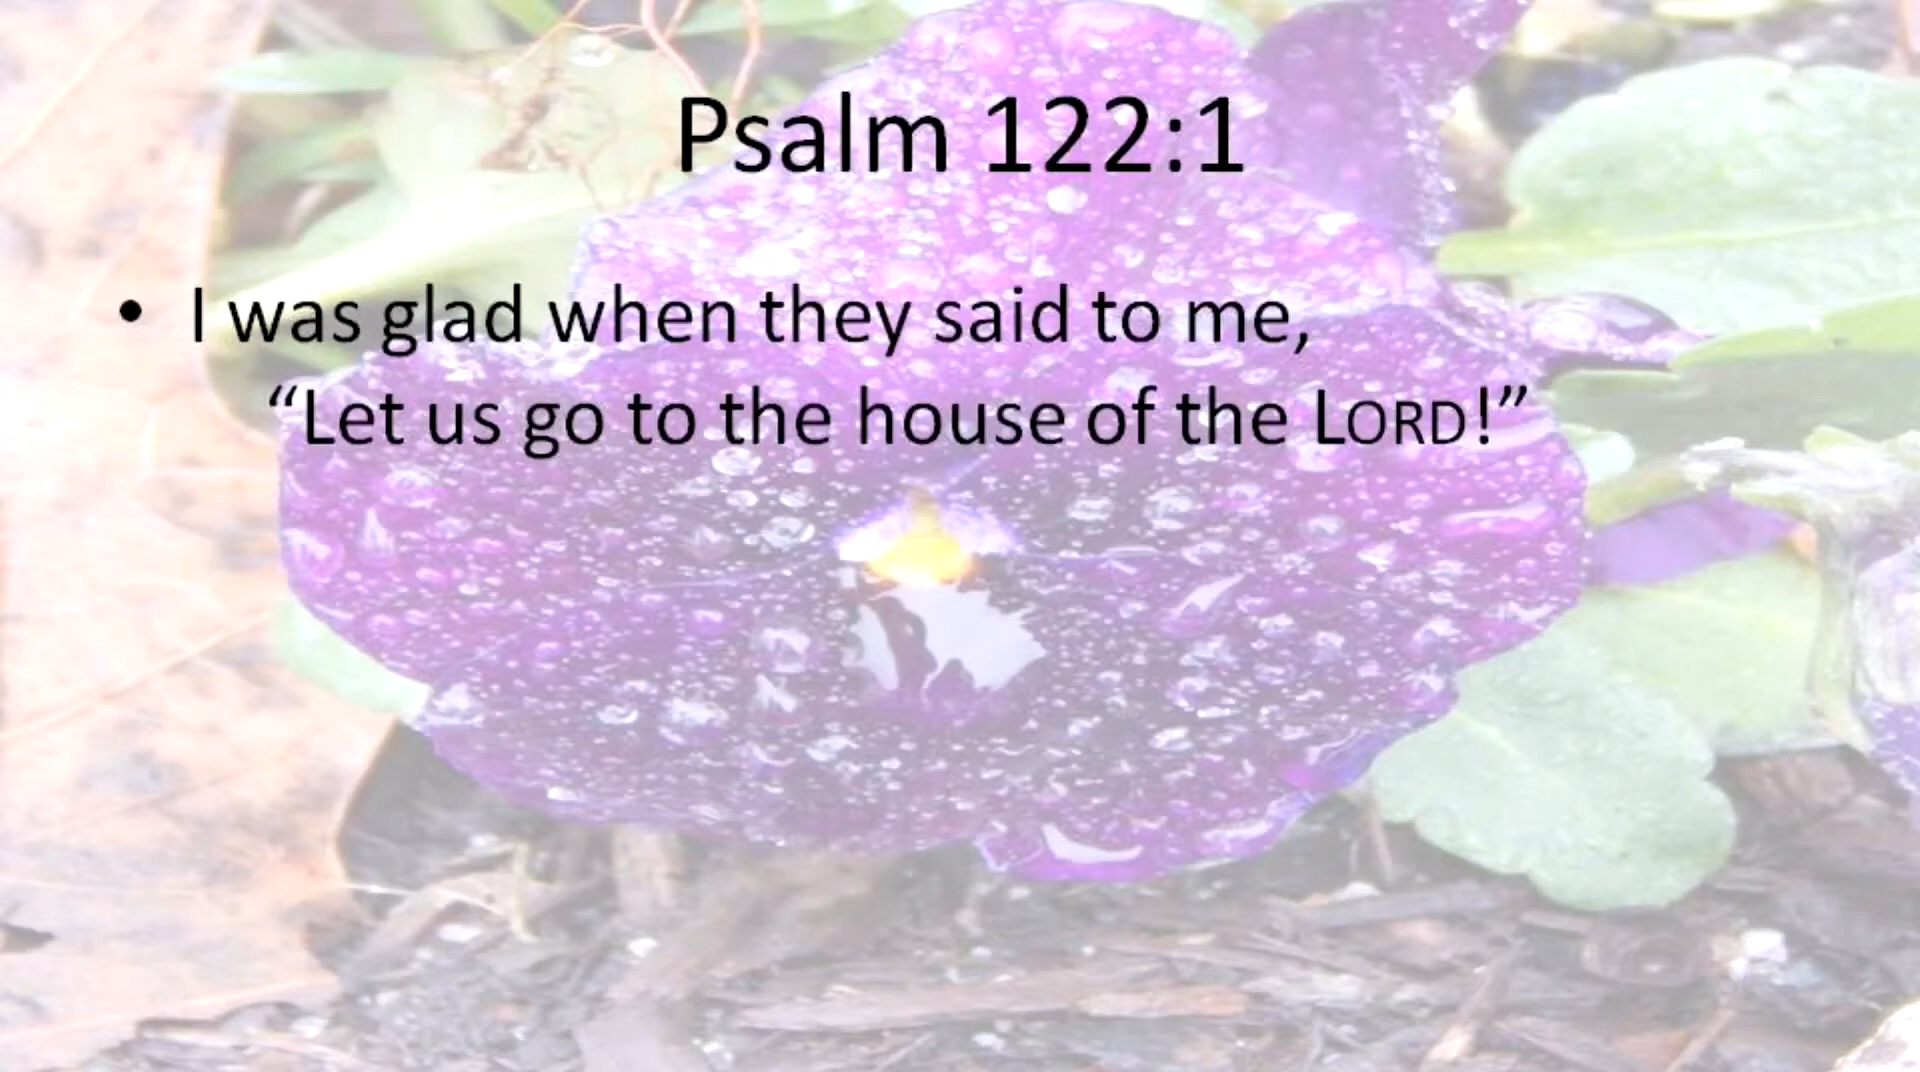 Psalm 122:1
• I was glad when they said to me,
“Let us go to the house of the LORD!”